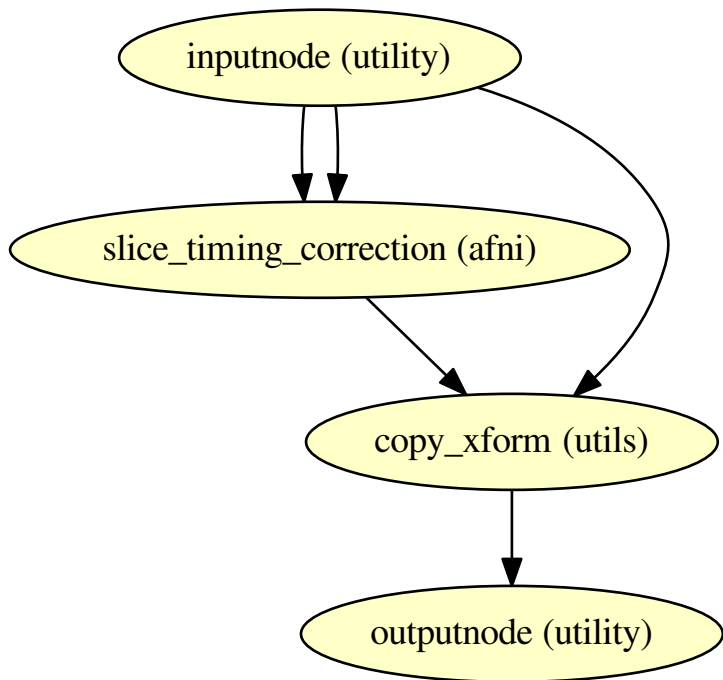 inputnode (utility)
slice_timing_correction (afni)
copy_xform (utils)
outputnode (utility)